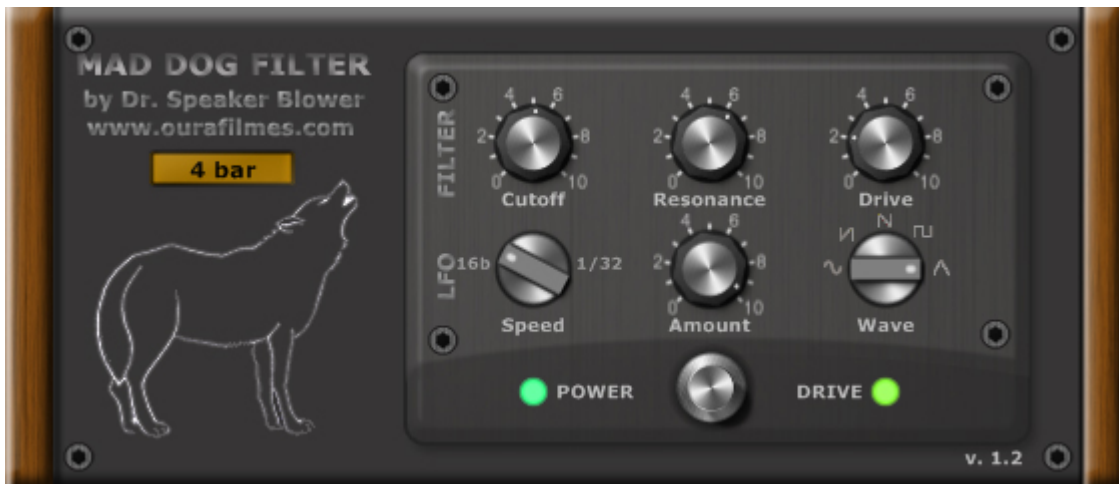 MAD DOG FILTER
by Dr. Speaker Blower
www.ourafilmes.com
4 bar
FILTER
0 2 4 6 8 10
Cutoff
0 2 4 6 8 10
Resonance
0 2 4 6 8 10
Drive
LFO
16b 1/32
Speed
0 2 4 6 8 10
Amount
Wave
POWER
DRIVE
v. 1.2